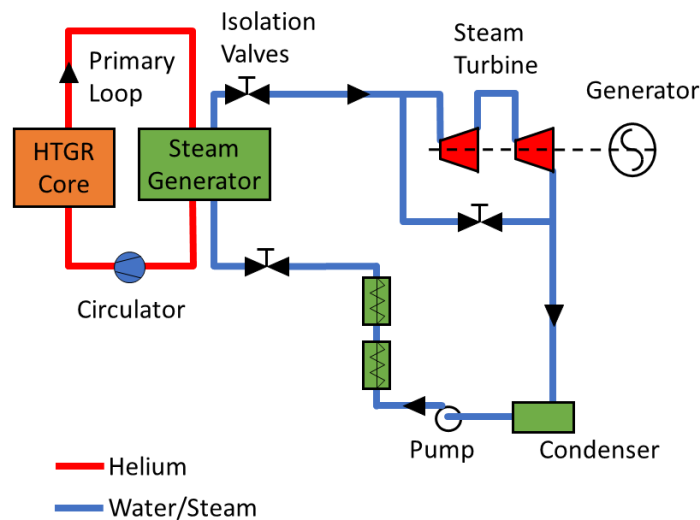 Isolation
Valves
Steam
Turbine
Primary
Loop
Generator
HTGR
Core
Steam
Generator
Circulator
Pump
Condenser
Helium
Water/Steam